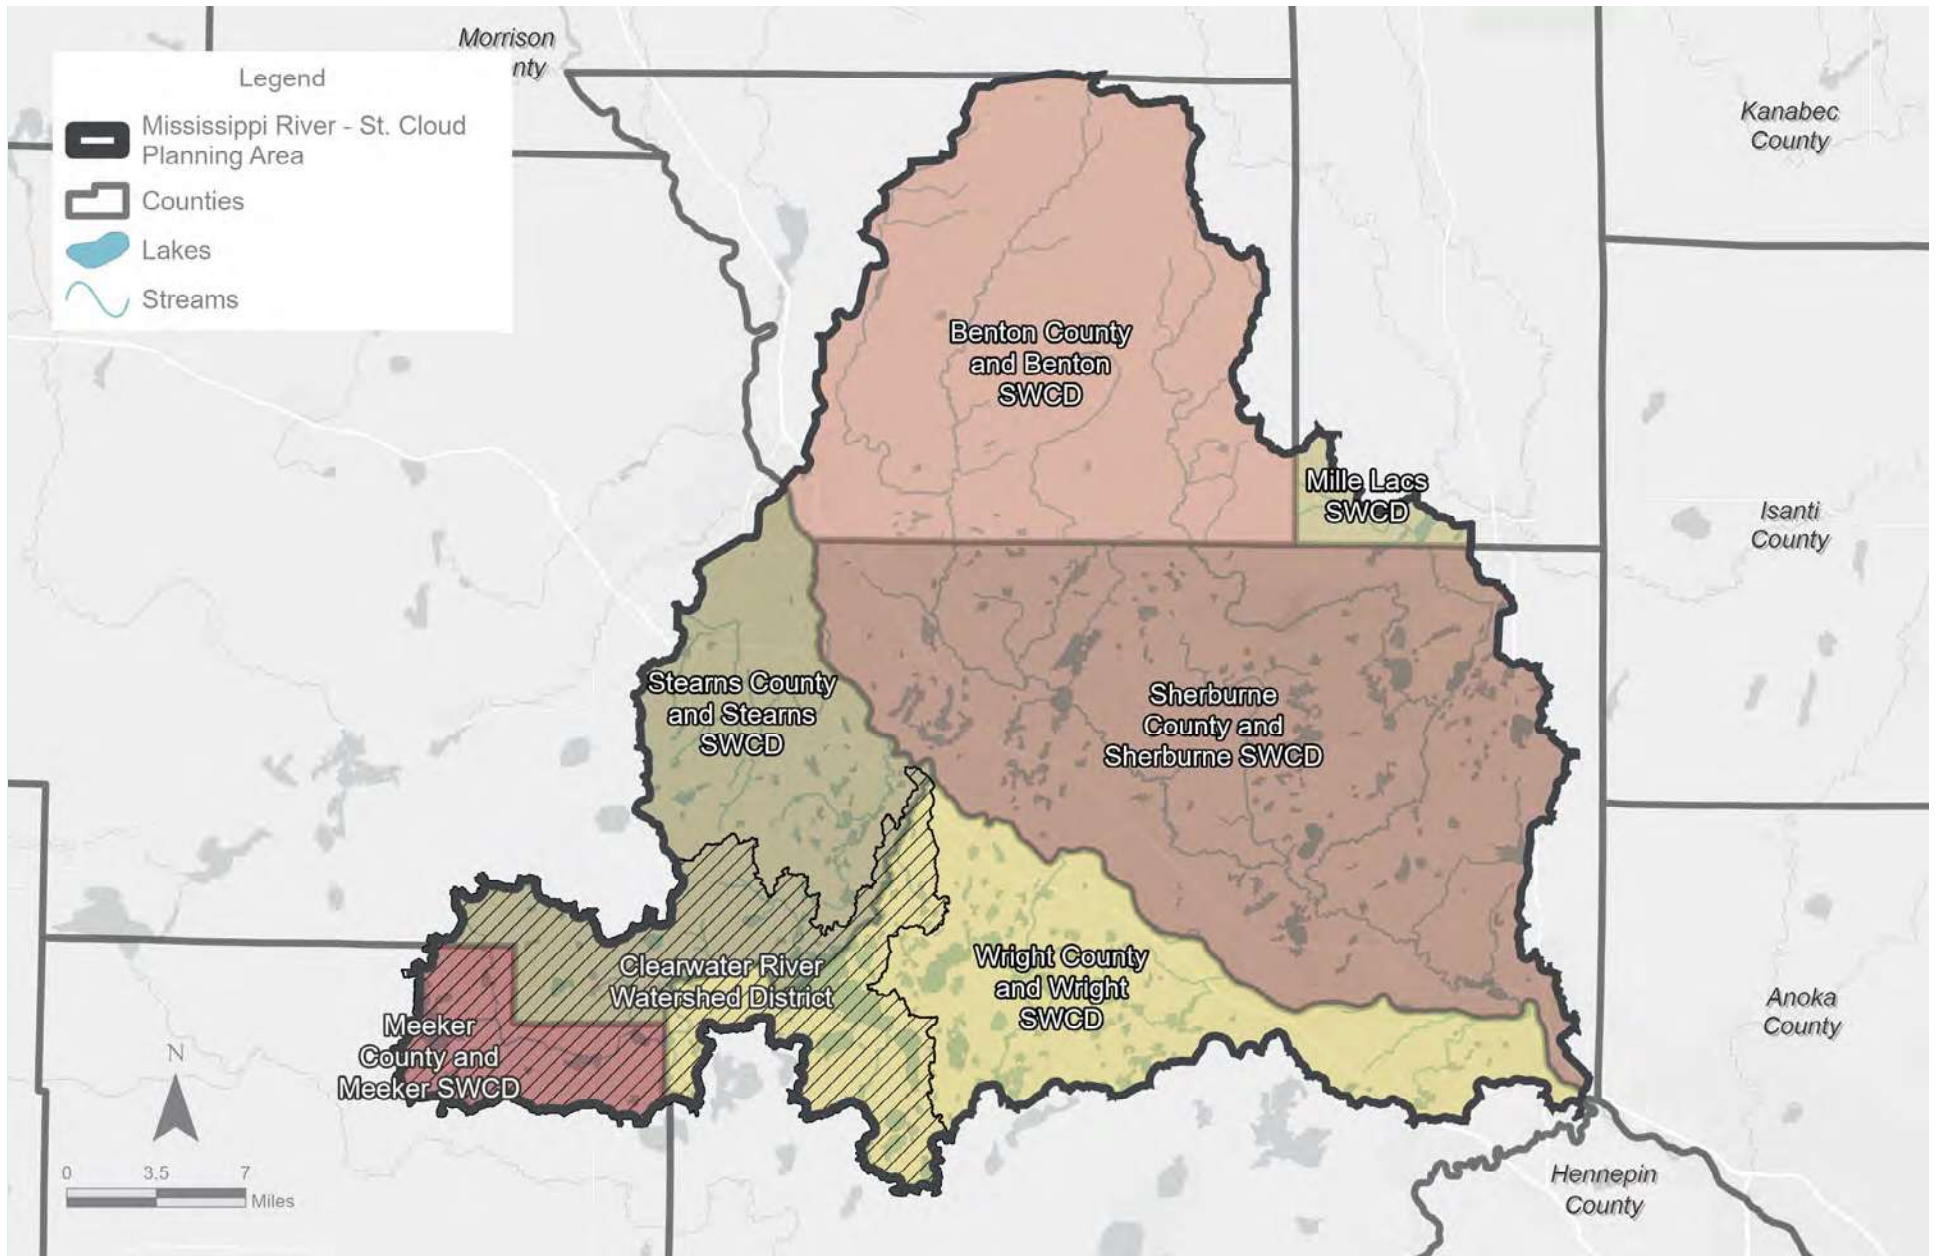 Morrison
nty
Legend
Mississippi River - St. Cloud
Planning Area
Counties
Lakes
Streams
Kanabec
County
Benton County
and Benton
SWCD
Mille Lacs
SWCD
Isanti
County
Stearns County
and Stearns
SWCD
Sherburne
County and
Sherburne SWCD
Clearwater River
Watershed District
Wright County
and Wright
SWCD
Meeker
County and
Meeker SWCD
Anoka
County
Hennepin
County
N
0 3.5 7
Miles